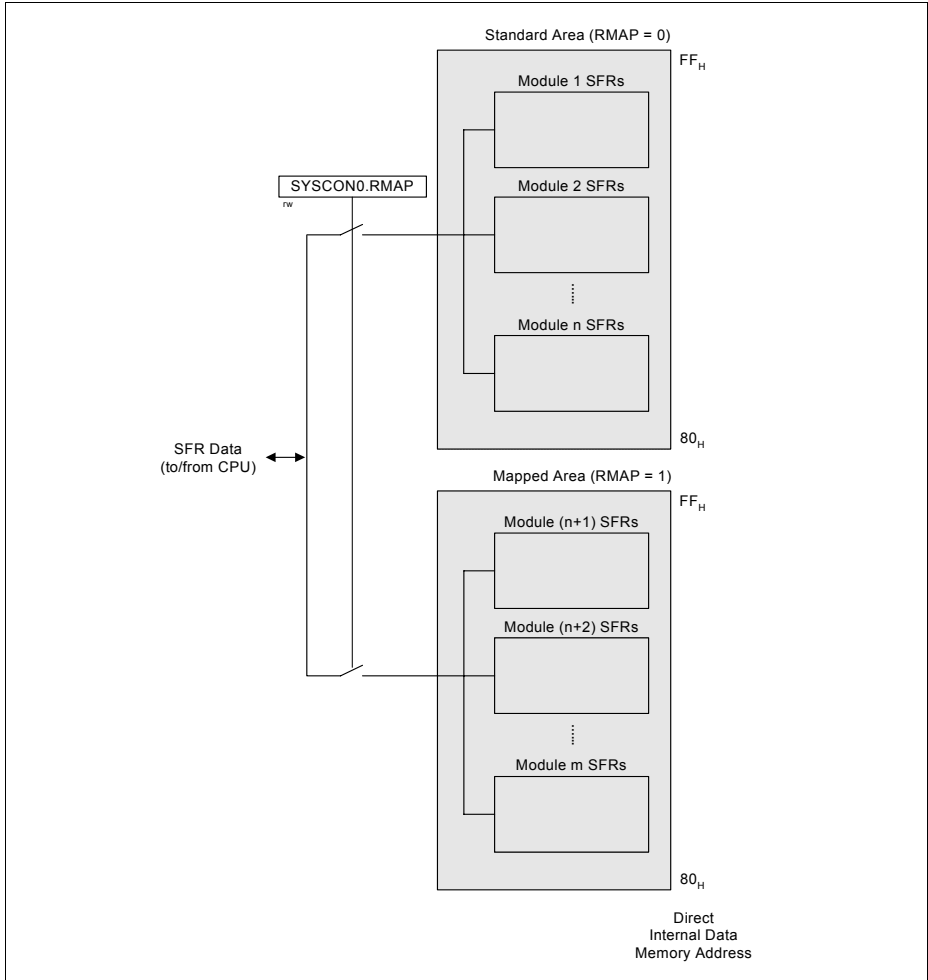 Standard Area (RMAP = 0)
FFH
Module 1 SFRs
SYSCON0.RMAP
rw
Module 2 SFRs
Module n SFRs
80H
SFR Data
(to/from CPU)
Mapped Area (RMAP = 1)
FFH
Module (n+1) SFRs
Module (n+2) SFRs
Module m SFRs
80H
Direct
Internal Data
Memory Address